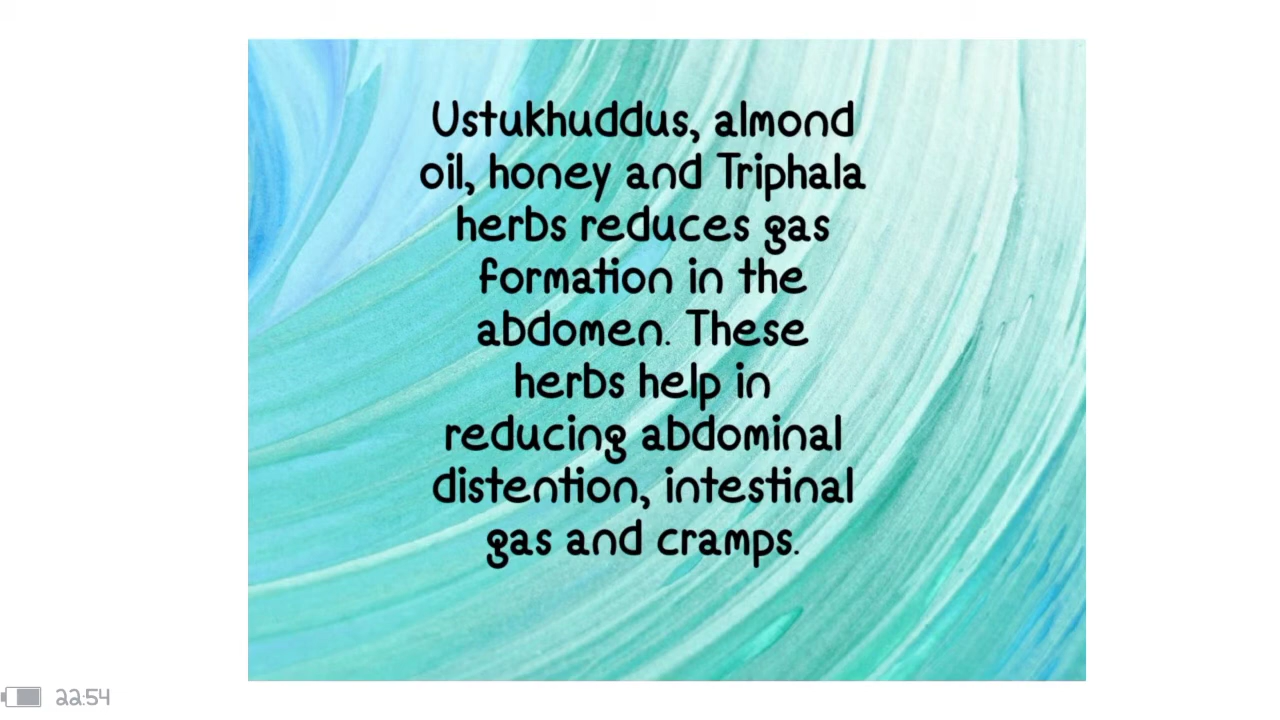 Ustukhuddus, almond
oil, honey and Triphala
herbs reduces gas
formation in the
abdomen. These
herbs help in
reducing abdominal
distention, intestinal
gas and cramps.
22:54